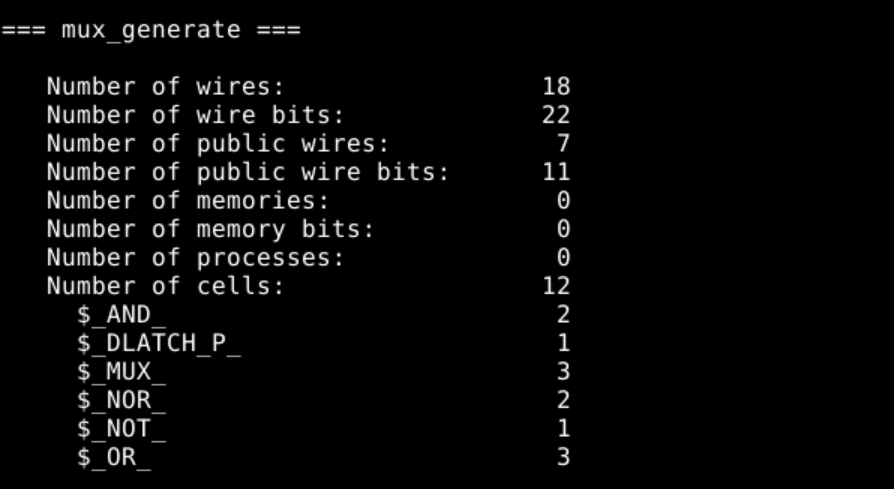 === mux_generate ===
Number of wires: 18
Number of wire bits: 22
Number of public wires: 7
Number of public wire bits: 11
Number of memories: 0
Number of memory bits: 0
Number of processes: 0
Number of cells: 12
$_AND_ 2
$_DLATCH_P_ 1
$_MUX_ 3
$_NOR_ 2
$_NOT_ 1
$_OR_ 3